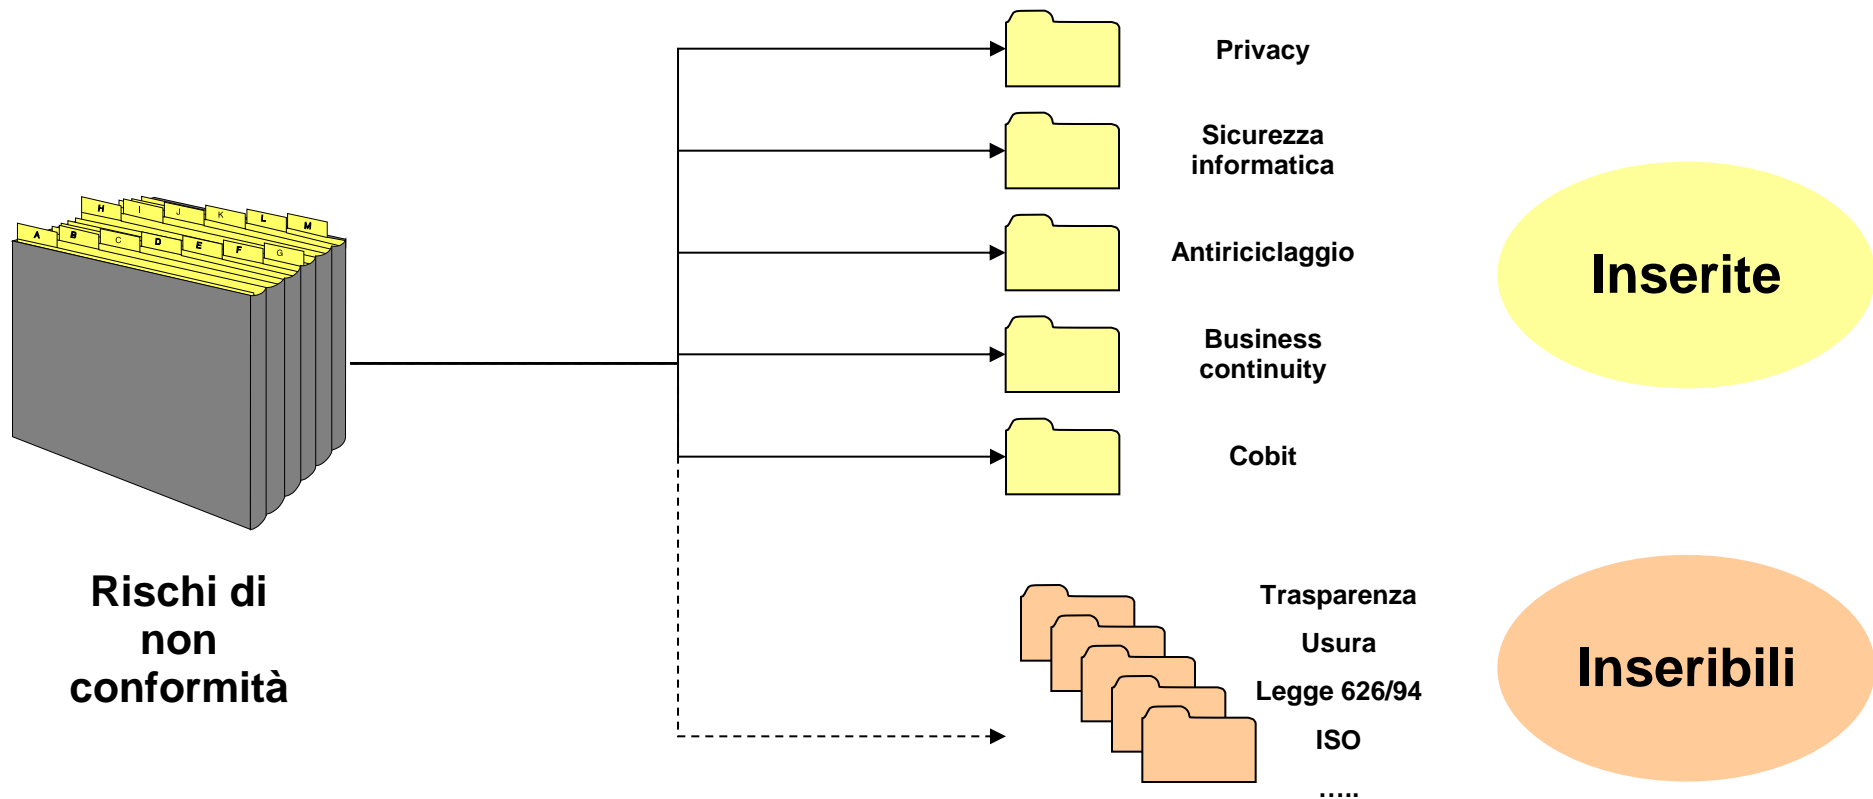 Privacy
Sicurezza
informatica
Antiriciclaggio
Business
continuity
Cobit
Inserite
H I J K L M
A B C D E F G
Rischi di
non
conformità
Trasparenza
Usura
Legge 626/94
ISO
.....
Inseribili